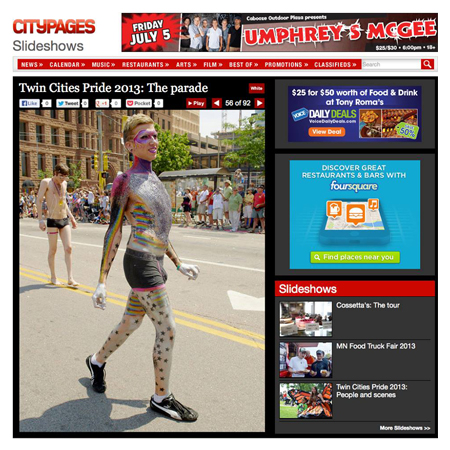 CITYPAGES
Slideshows
FRIDAY
JULY 5
Caboose Outdoor Plaza presents
UMPHREY'S MCGEE
$25/$30 • 6:00pm • 18+
NEWS CALENDAR MUSIC RESTAURANTS ARTS FILM BEST OF PROMOTIONS CLASSIFIEDS Search
Twin Cities Pride 2013: The parade
White
Like 0 Tweet 0 +1 0 Pocket 0
Play 56 of 92
$25 for $50 worth of Food & Drink
at Tony Roma's
VOICE DAILY DEALS
VoiceDailyDeals.com
View Deal
50%
DISCOVER GREAT
RESTAURANTS & BARS WITH
foursquare
Find places near you
Slideshows
Cossetta's: The tour
MN Food Truck Fair 2013
Twin Cities Pride 2013:
People and scenes
More Slideshows >>